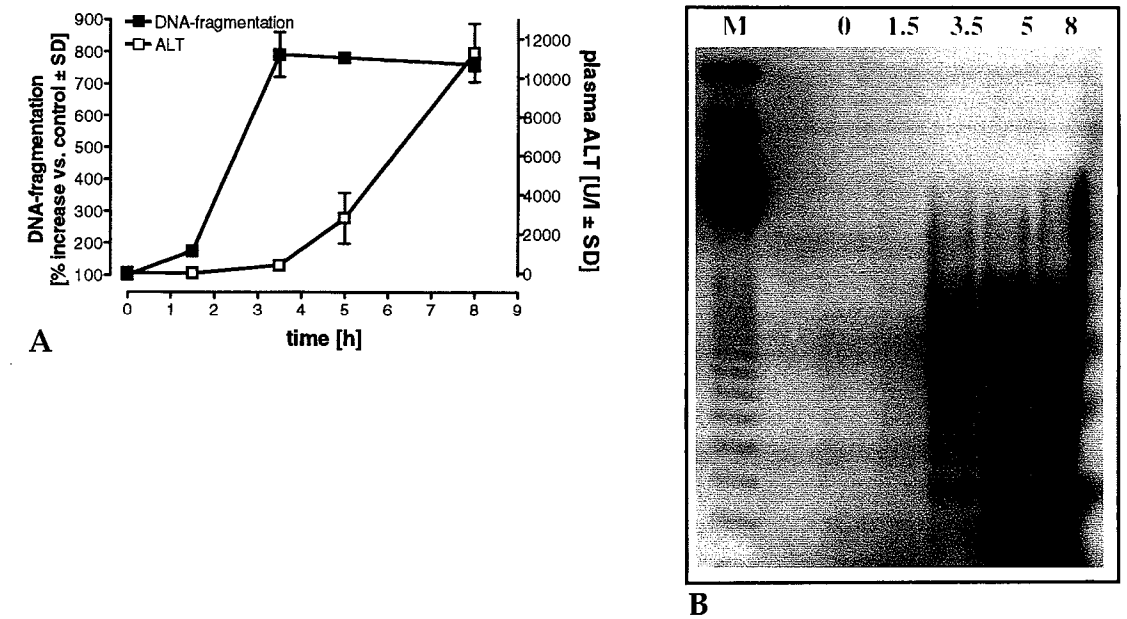 DNA-fragmentation
ALT
DNA-fragmentation
[% increase vs. control ± SD]
900
800
700
600
500
400
300
200
100
12000
10000
8000
6000
4000
2000
0
plasma ALT [U/l ± SD]
0 1 2 3 4 5 6 7 8 9
time [h]
A
M 0 1.5 3.5 5 8
B